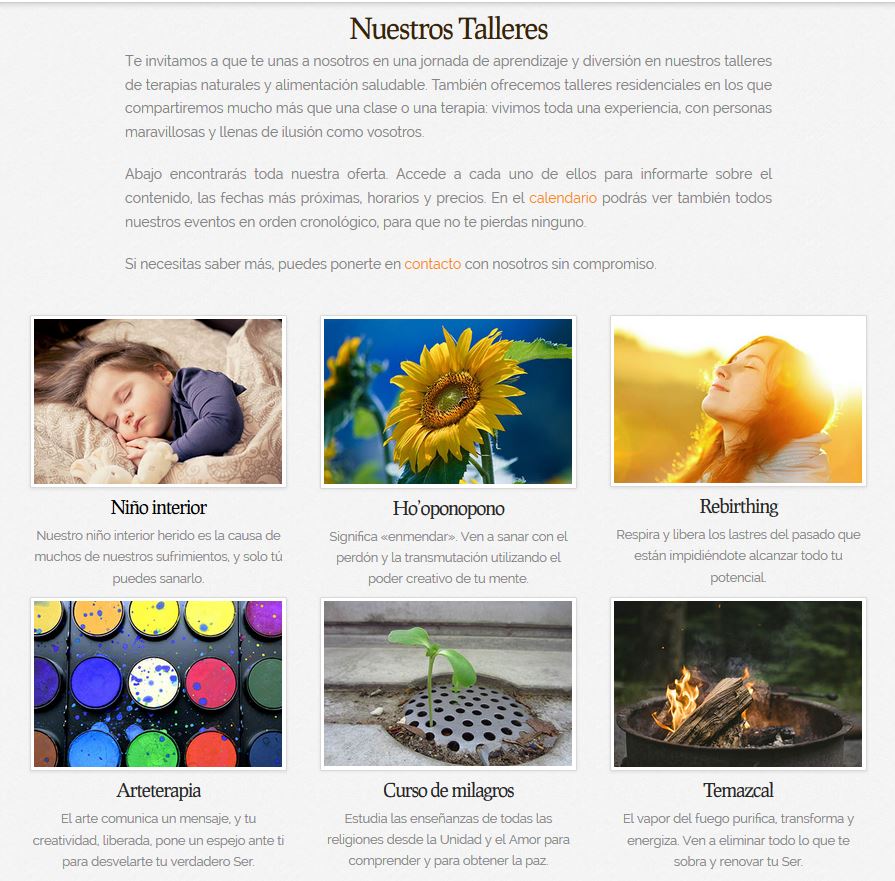 Nuestros Talleres
Te invitamos a que te unas a nosotros en una jornada de aprendizaje y diversión en nuestros talleres
de terapias naturales y alimentación saludable. También ofrecemos talleres residenciales en los que
compartiremos mucho más que una clase o una terapia: vivimos toda una experiencia, con personas
maravillosas y llenas de ilusión como vosotros.
Abajo encontrarás toda nuestra oferta. Accede a cada uno de ellos para informarte sobre el
contenido, las fechas más próximas, horarios y precios. En el calendario podrás ver también todos
nuestros eventos en orden cronológico, para que no te pierdas ninguno.
Si necesitas saber más, puedes ponerte en contacto con nosotros sin compromiso.
Niño interior
Nuestro niño interior herido es la causa de
muchos de nuestros sufrimientos, y solo tú
puedes sanarlo.
Ho'oponopono
Significa «enmendar». Ven a sanar con el
perdón y la transmutación utilizando el
poder creativo de tu mente.
Rebirthing
Respira y libera los lastres del pasado que
están impidiéndote alcanzar todo tu
potencial.
Arteterapia
El arte comunica un mensaje, y tu
creatividad, liberada, pone un espejo ante ti
para desvelarte tu verdadero Ser.
Curso de milagros
Estudia las enseñanzas de todas las
religiones desde la Unidad y el Amor para
comprender y para obtener la paz.
Temazcal
El vapor del fuego purifica, transforma y
energiza. Ven a eliminar todo lo que te
sobra y renovar tu Ser.